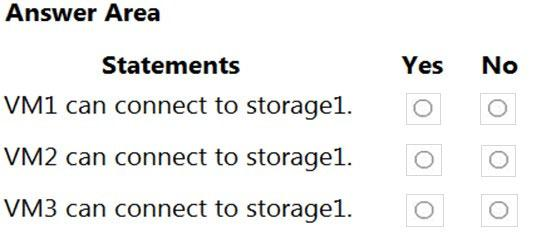 Answer Area
Statements Yes No
VM1 can connect to storage1.
VM2 can connect to storage1.
VM3 can connect to storage1.